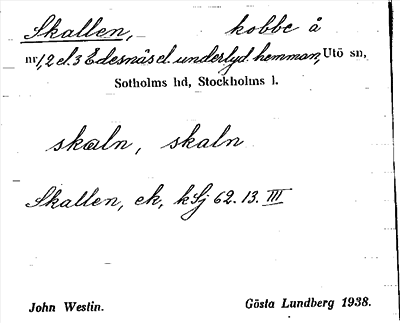 Skallen, kobbe å
nr 1, 2 el. 3 Edesnäs el. underlyd. hemman, Utö sn,
Sotholms hd, Stockholms l.
skaln, skaln
Skallen, ek, kSj 62. 13. III
John Westin. Gösta Lundberg 1938.